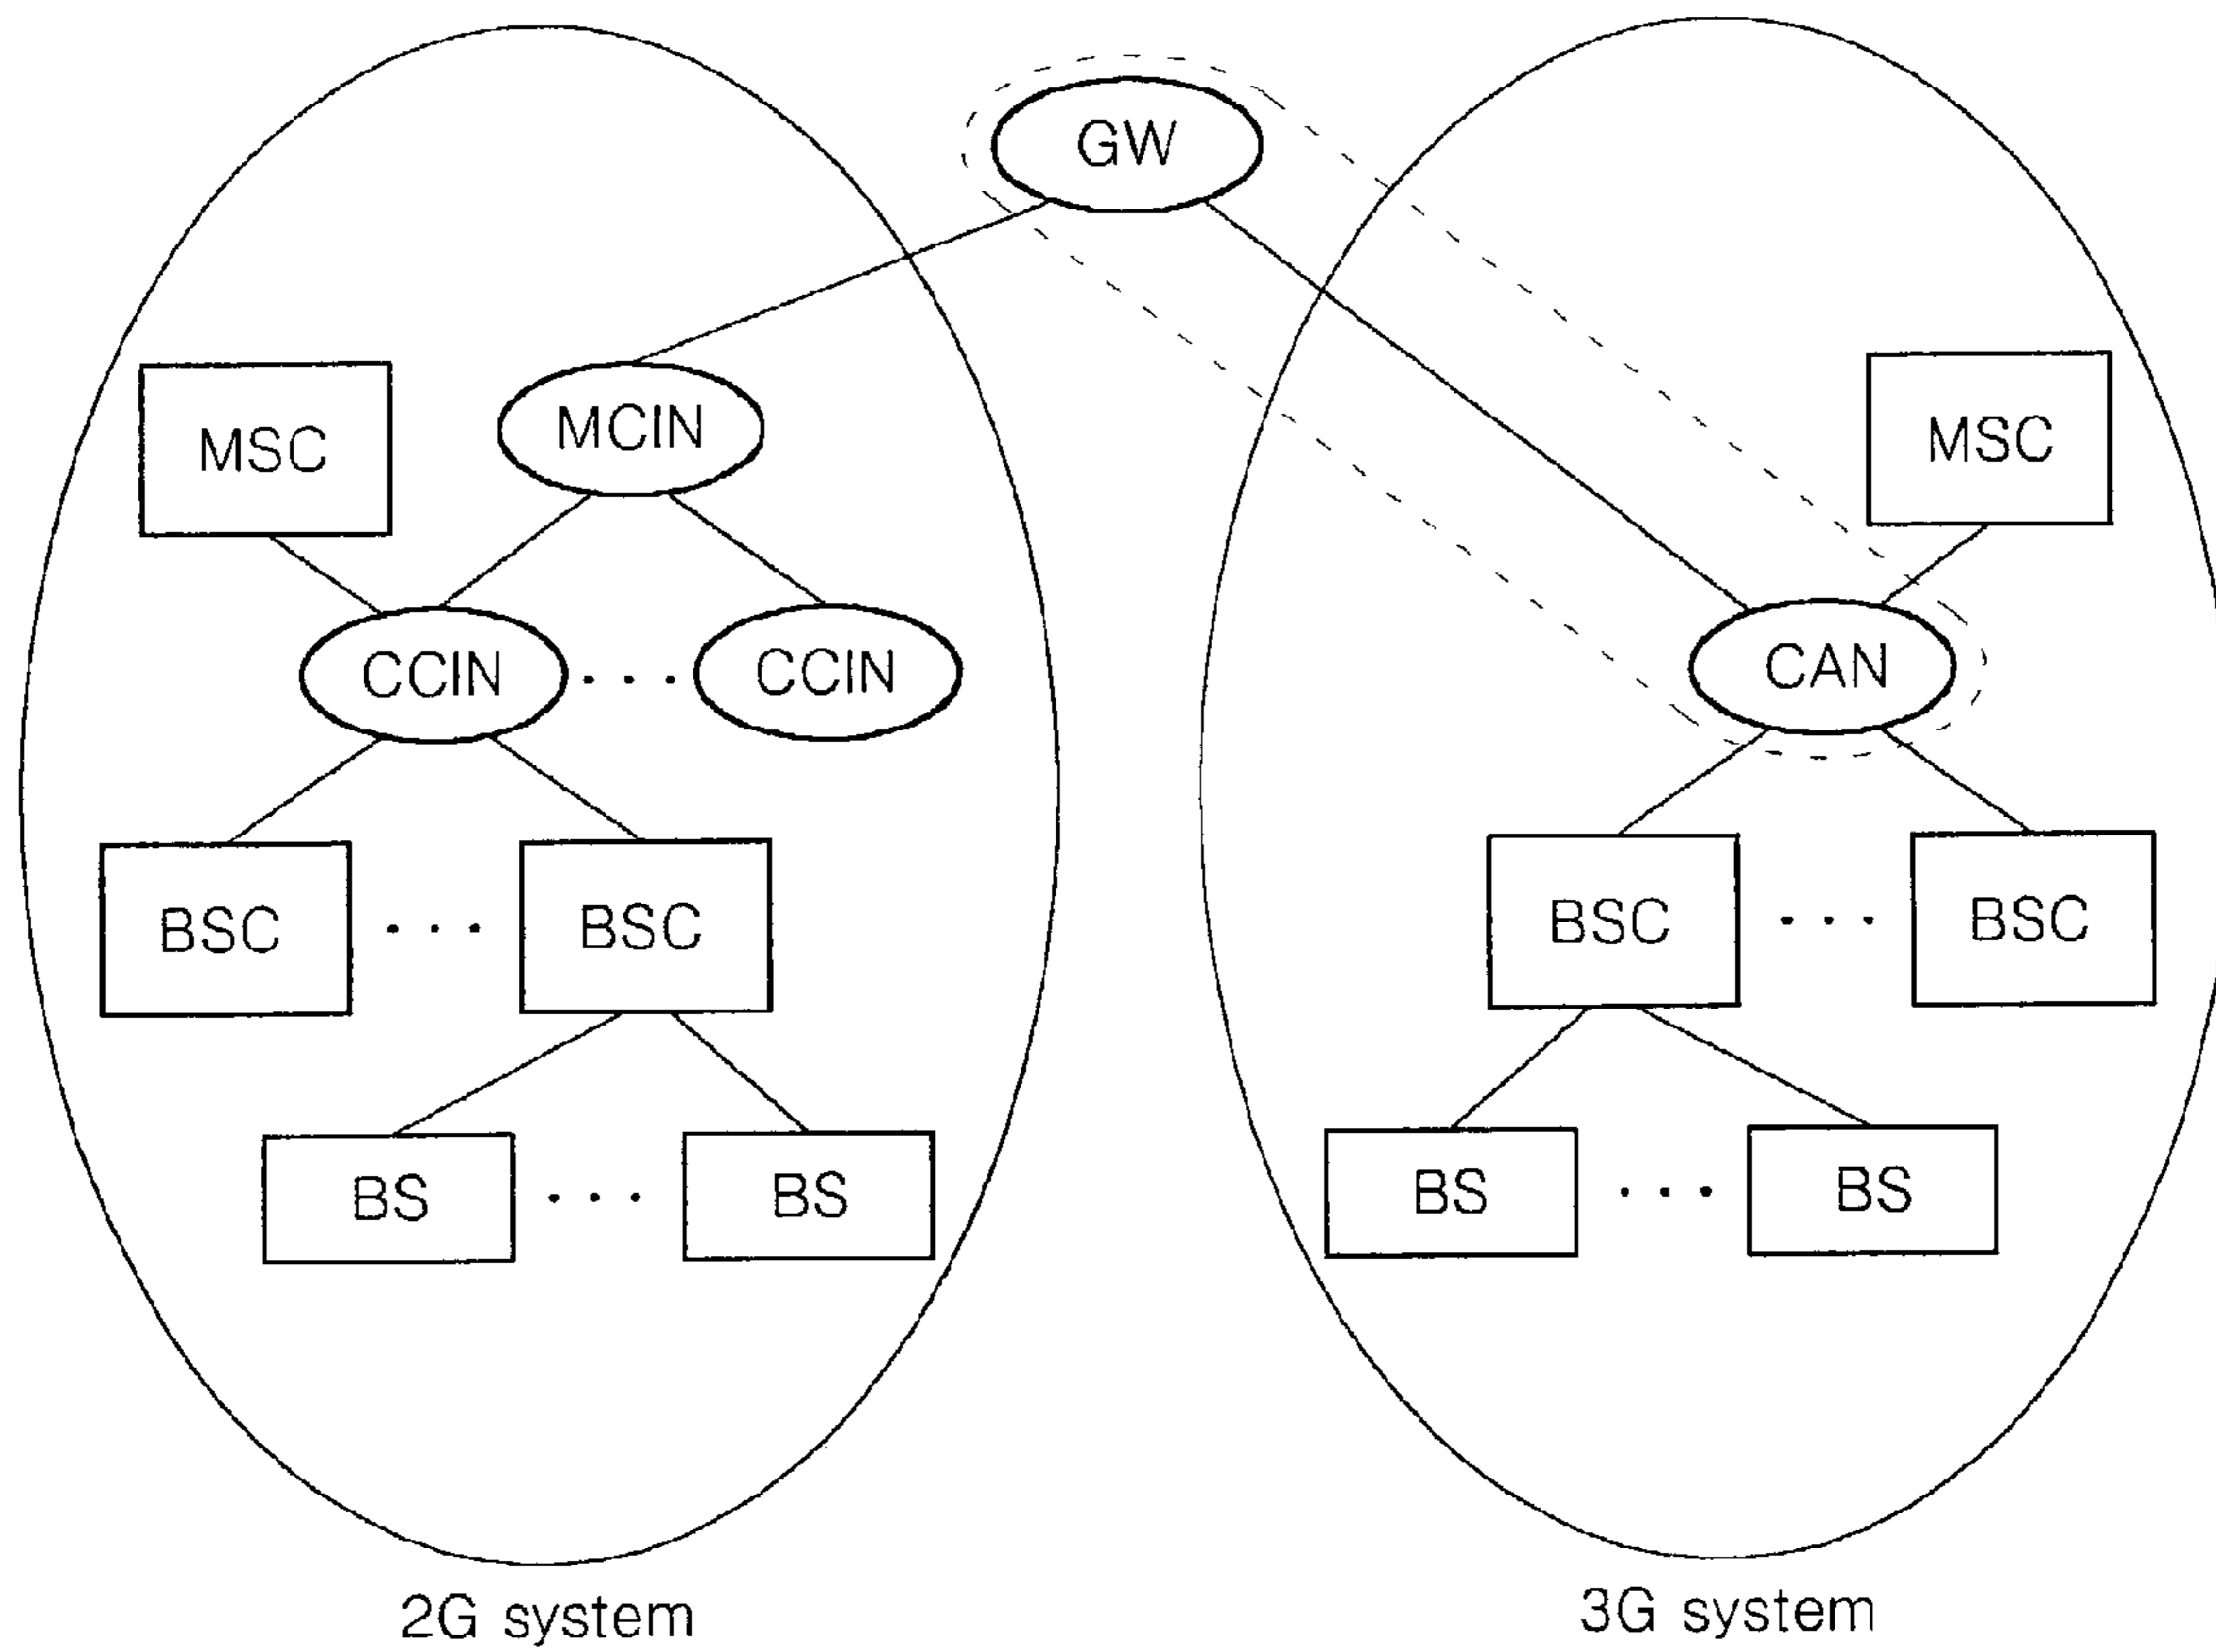 GW
MSC
MCIN
MSC
CCIN ... CCIN
CAN
BSC ... BSC
BSC ... BSC
BS ... BS
BS ... BS
2G system
3G system